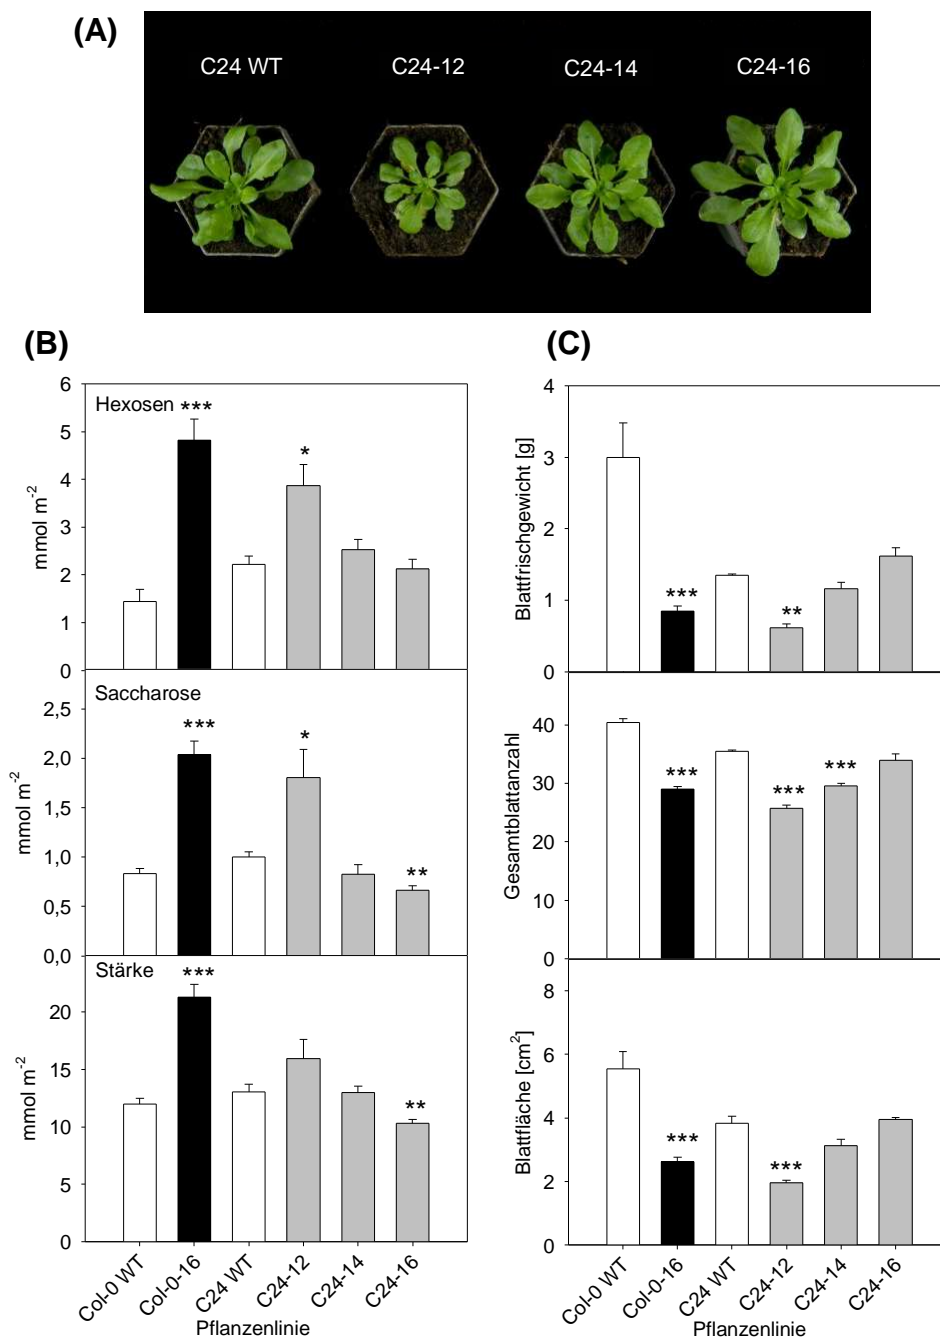 (A)
C24 WT C24-12 C24-14 C24-16
(B)
6
5
4
3
2
1
0
Hexosen ***
*
mmol m-2
Saccharose
2,5
2,0
1,5
1,0
0,5
0,0
***
*
**
mmol m-2
Stärke
20
15
10
5
0
***
**
mmol m-2
Col-0 WT
Col-0-16
C24 WT
C24-12
C24-14
C24-16
Pflanzenlinie
(C)
4
3
2
1
0
***
**
Blattfrischgewicht [g]
40
30
20
10
0
***
***
***
Gesamtblattanzahl
8
6
4
2
0
***
***
Blattfläche [cm2]
Col-0 WT
Col-0-16
C24 WT
C24-12
C24-14
C24-16
Pflanzenlinie